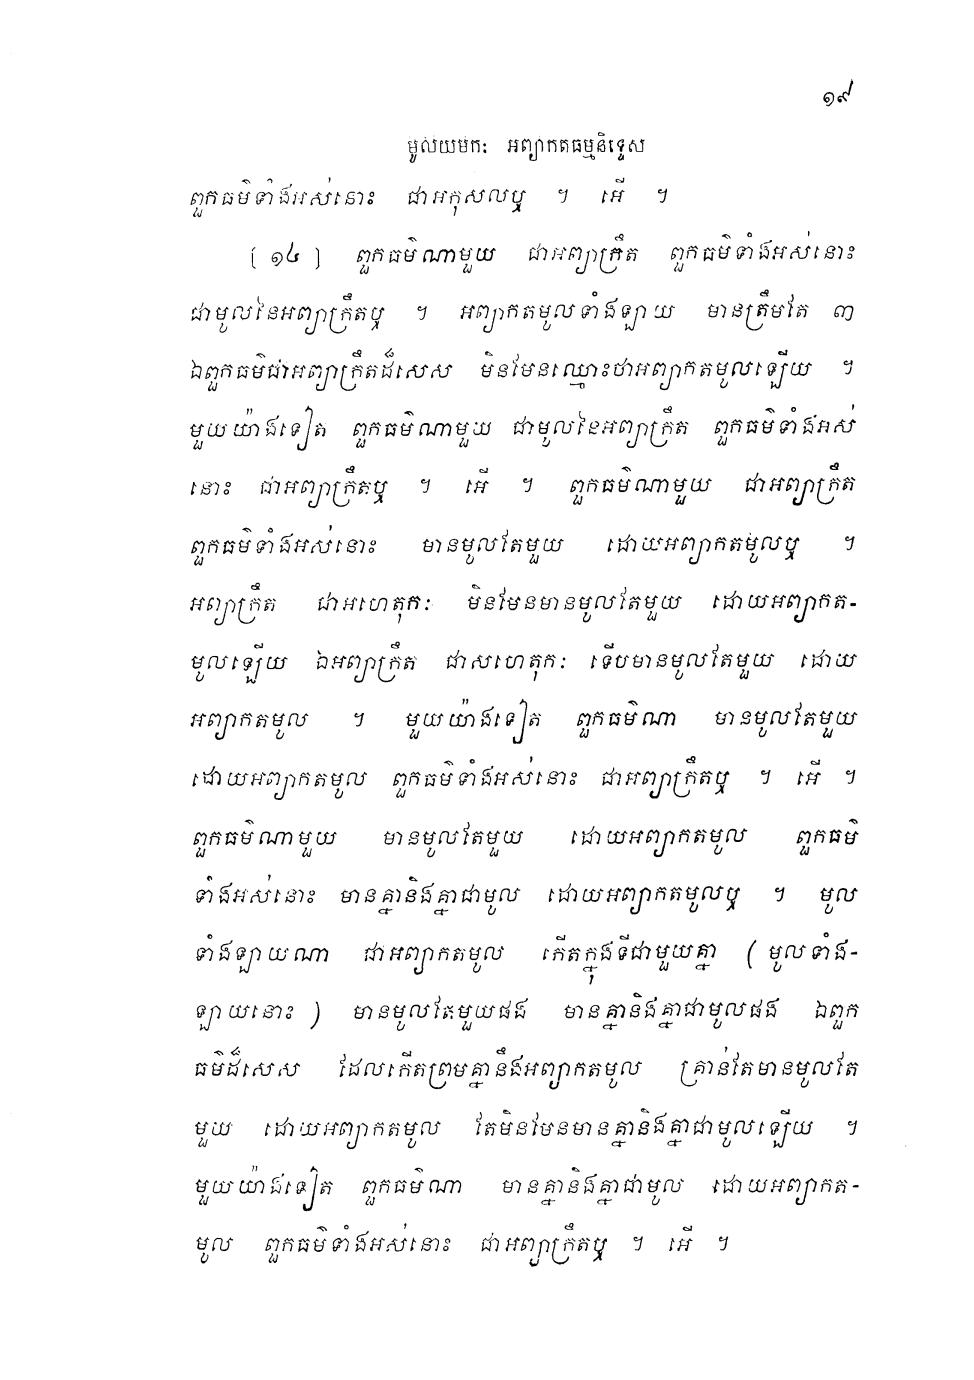 ១៩
មូលយមក: អព្យាកតធម្មនិទ្ទេស
ពួកធម៌ទាំងអស់នោះ ជាអកុសលឬ ។ អើ ។
[ ១៤ ] ពួកធម៌ណាមួយ ជាអព្យាក្រឹត ពួកធម៌ទាំងអស់នោះ
ជាមូលនៃអព្យាក្រឹតឬ ។ អព្យាកតមូលទាំងឡាយ មានត្រឹមតែ ៣
ឯពួកធម៌ជាអព្យាក្រឹតដ៏សេស មិនមែនឈ្មោះថាអព្យាកតមូលឡើយ ។
មួយយ៉ាងទៀត ពួកធម៌ណាមួយ ជាមូលនៃអព្យាក្រឹត ពួកធម៌ទាំងអស់
នោះ ជាអព្យាក្រឹតឬ ។ អើ ។ ពួកធម៌ណាមួយ ជាអព្យាក្រឹត
ពួកធម៌ទាំងអស់នោះ មានមូលតែមួយ ដោយអព្យាកតមូលឬ ។
អព្យាក្រឹត ជាអហេតុក: មិនមែនមានមូលតែមួយ ដោយអព្យាកត-
មូលឡើយ ឯអព្យាក្រឹត ជាសហេតុក: ទើបមានមូលតែមួយ ដោយ
អព្យាកតមូល ។ មួយយ៉ាងទៀត ពួកធម៌ណា មានមូលតែមួយ
ដោយអព្យាកតមូល ពួកធម៌ទាំងអស់នោះ ជាអព្យាក្រឹតឬ ។ អើ ។
ពួកធម៌ណាមួយ មានមូលតែមួយ ដោយអព្យាកតមូល ពួកធម៌
ទាំងអស់នោះ មានគ្នានិងគ្នាជាមូល ដោយអព្យាកតមូលឬ ។ មូល
ទាំងឡាយណា ជាអព្យាកតមូល កើតក្នុងទីជាមួយគ្នា ( មូលទាំង-
ឡាយនោះ ) មានមូលតែមួយផង មានគ្នានិងគ្នាជាមូលផង ឯពួក
ធម៌ដ៏សេស ដែលកើតព្រមគ្នានឹងអព្យាកតមូល គ្រាន់តែមានមូលតែ
មួយ ដោយអព្យាកតមូល តែមិនមែនមានគ្នានិងគ្នាជាមូលឡើយ ។
មួយយ៉ាងទៀត ពួកធម៌ណា មានគ្នានិងគ្នាជាមូល ដោយអព្យាកត-
មូល ពួកធម៌ទាំងអស់នោះ ជាអព្យាក្រឹតឬ ។ អើ ។